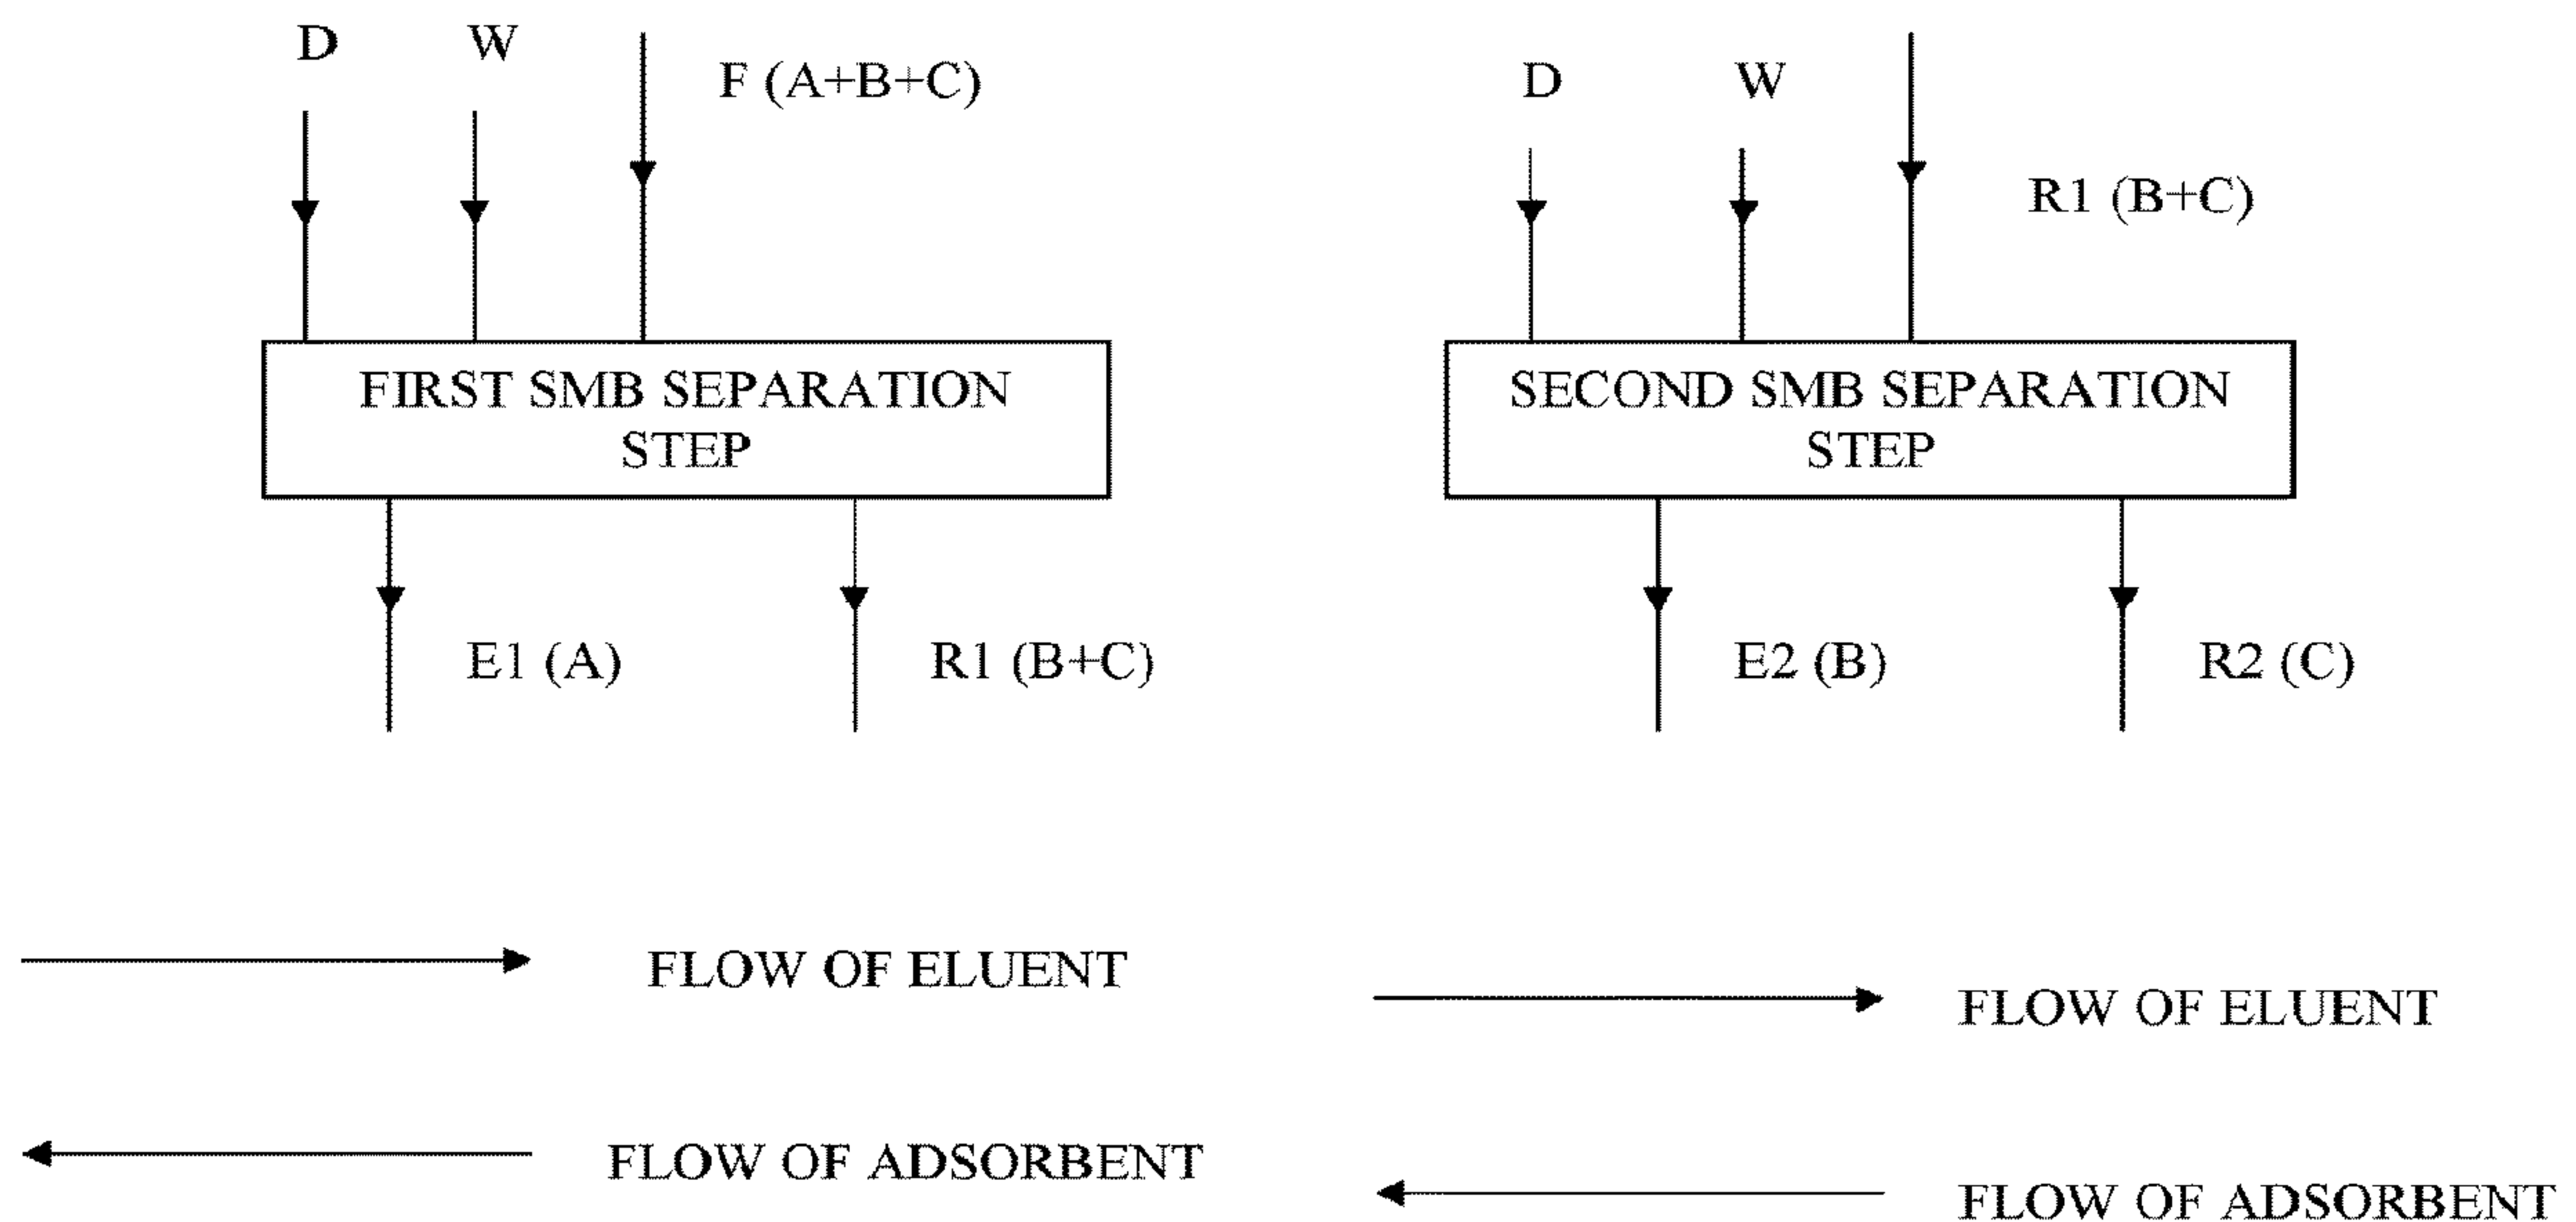 D
W
F (A+B+C)
FIRST SMB SEPARATION
STEP
E1 (A)
R1 (B+C)
FLOW OF ELUENT
FLOW OF ADSORBENT
D
W
R1 (B+C)
SECOND SMB SEPARATION
STEP
E2 (B)
R2 (C)
FLOW OF ELUENT
FLOW OF ADSORBENT